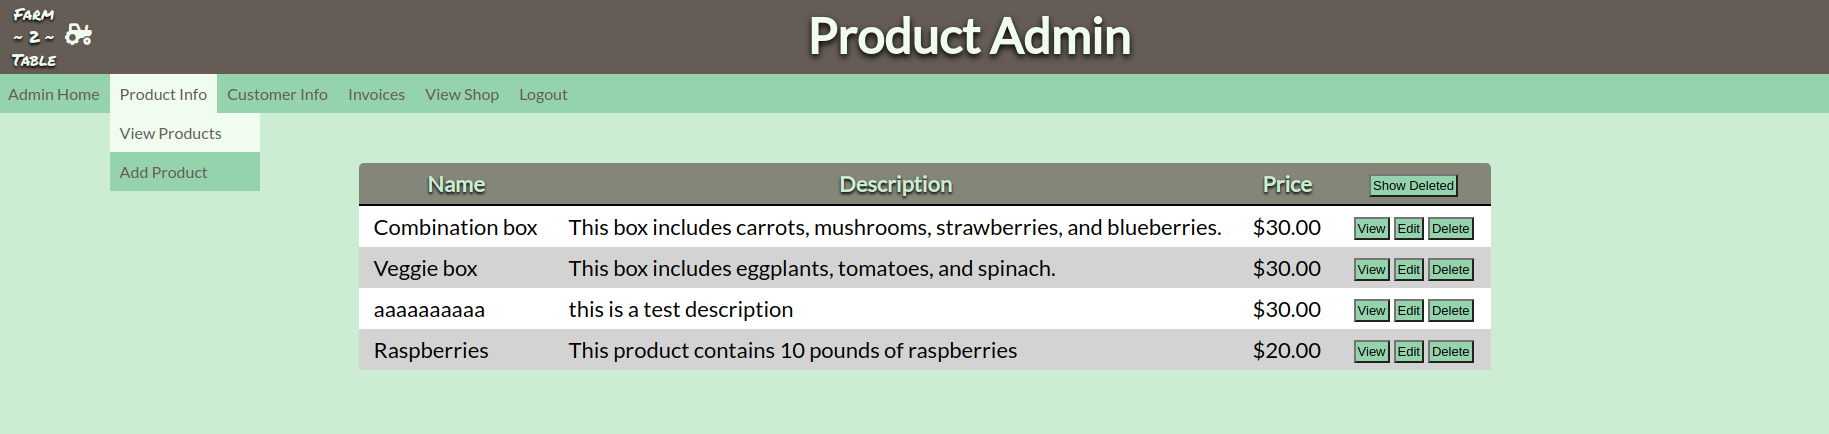 Farm
~ 2 ~
Table
Product Admin
Admin Home Product Info Customer Info Invoices View Shop Logout
View Products
Add Product
Name Description Price Show Deleted
Combination box This box includes carrots, mushrooms, strawberries, and blueberries. $30.00 View Edit Delete
Veggie box This box includes eggplants, tomatoes, and spinach. $30.00 View Edit Delete
aaaaaaaaaa this is a test description $30.00 View Edit Delete
Raspberries This product contains 10 pounds of raspberries $20.00 View Edit Delete